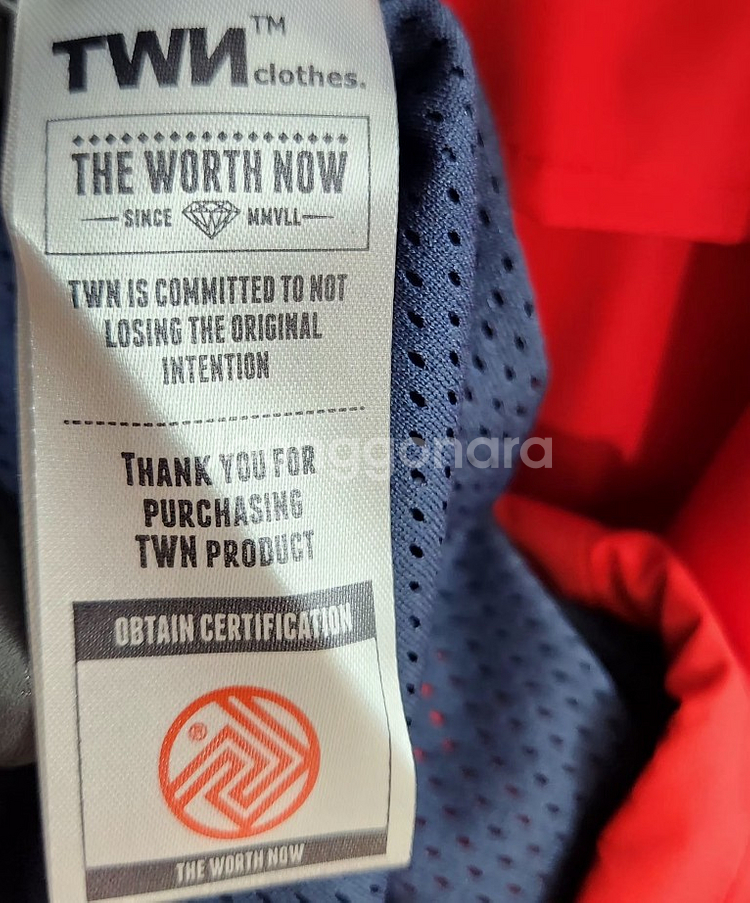 TWN™
clothes.
THE WORTH NOW
SINCE MMVLL
TWN IS COMMITTED TO NOT
LOSING THE ORIGINAL
INTENTION
THANK YOU FOR
PURCHASING
TWN PRODUCT
OBTAIN CERTIFICATION
®
THE WORTH NOW